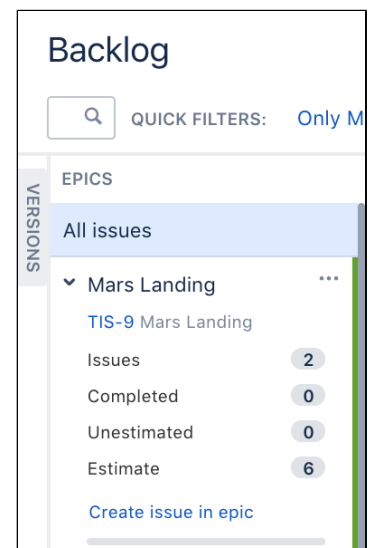 Backlog
QUICK FILTERS: Only M
VERSIONS
EPICS
All issues
Mars Landing
TIS-9 Mars Landing
Issues 2
Completed 0
Unestimated 0
Estimate 6
Create issue in epic